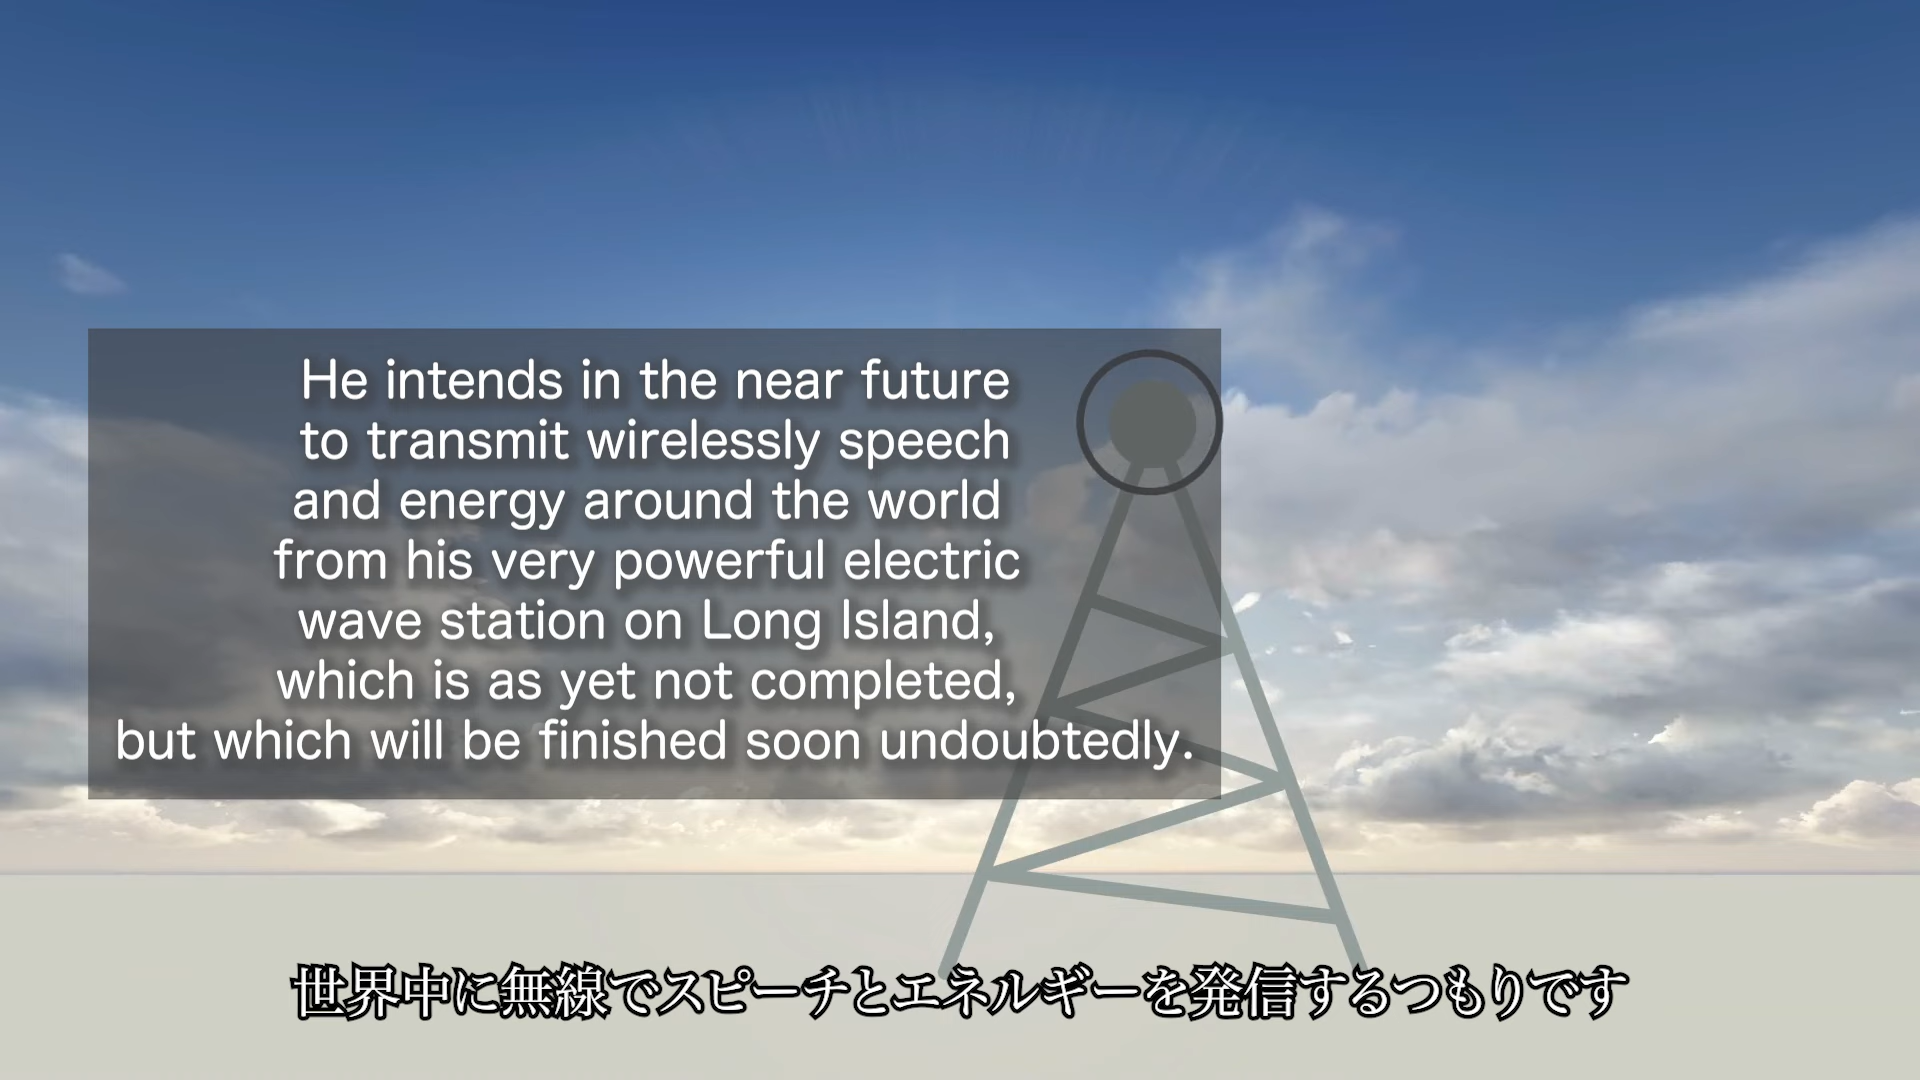 He intends in the near future
to transmit wirelessly speech
and energy around the world
from his very powerful electric
wave station on Long Island,
which is as yet not completed,
but which will be finished soon undoubtedly.
世界中に無線でスピーチとエネルギーを発信するつもりです